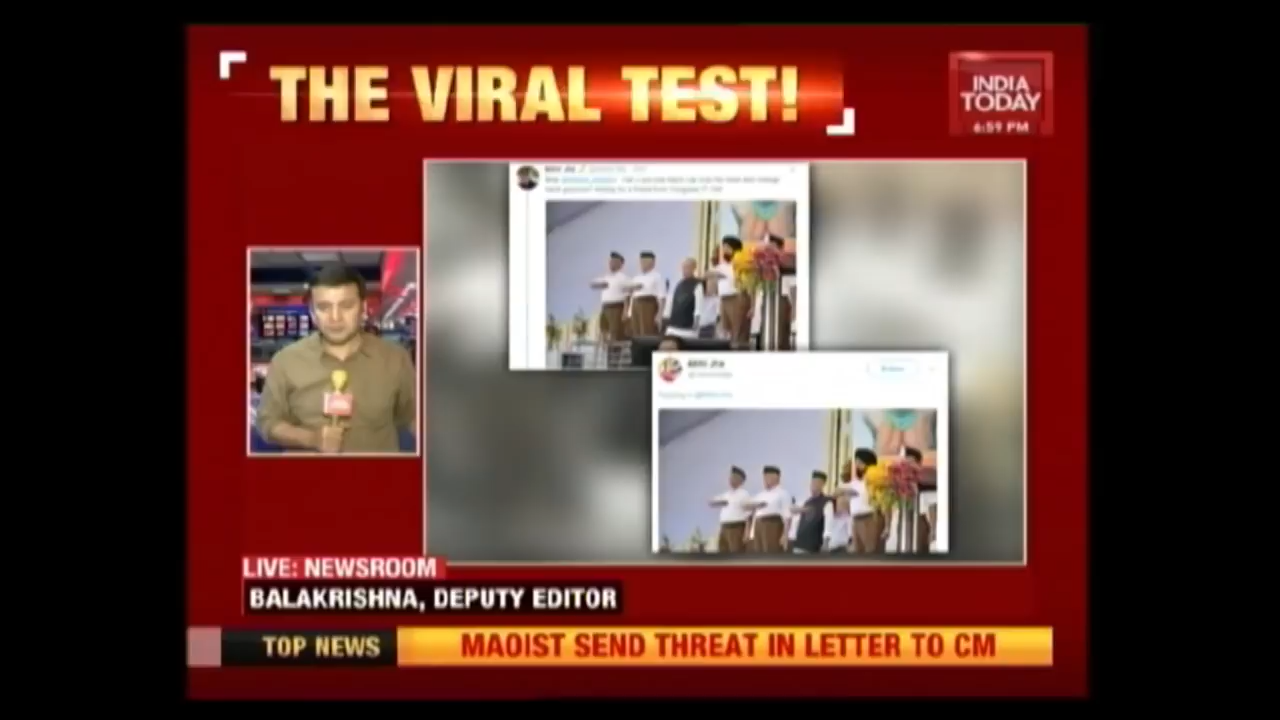 THE VIRAL TEST!
INDIA
TODAY
6:59 PM
LIVE: NEWSROOM
BALAKRISHNA, DEPUTY EDITOR
TOP NEWS
MAOIST SEND THREAT IN LETTER TO CM